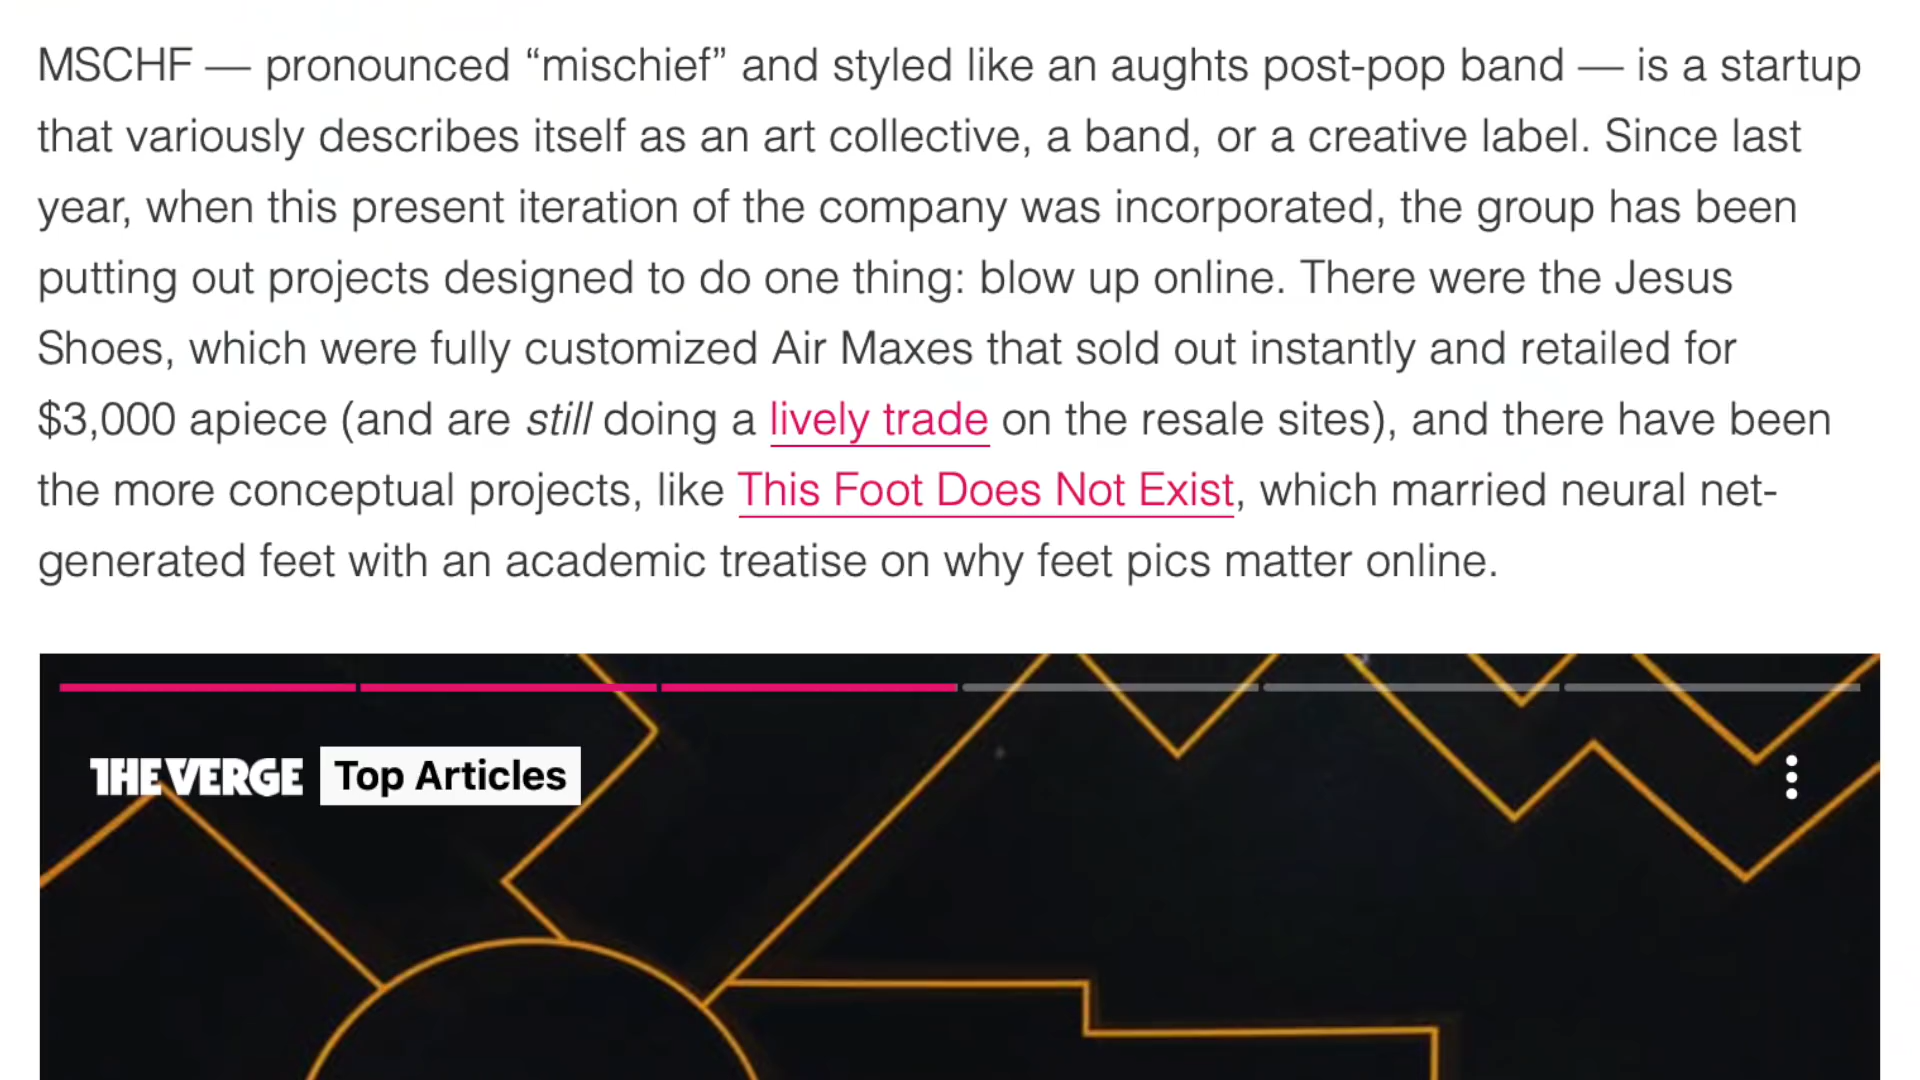 MSCHF — pronounced “mischief” and styled like an aughts post-pop band — is a startup
that variously describes itself as an art collective, a band, or a creative label. Since last
year, when this present iteration of the company was incorporated, the group has been
putting out projects designed to do one thing: blow up online. There were the Jesus
Shoes, which were fully customized Air Maxes that sold out instantly and retailed for
$3,000 apiece (and are still doing a lively trade on the resale sites), and there have been
the more conceptual projects, like This Foot Does Not Exist, which married neural net-
generated feet with an academic treatise on why feet pics matter online.
THE VERGE Top Articles